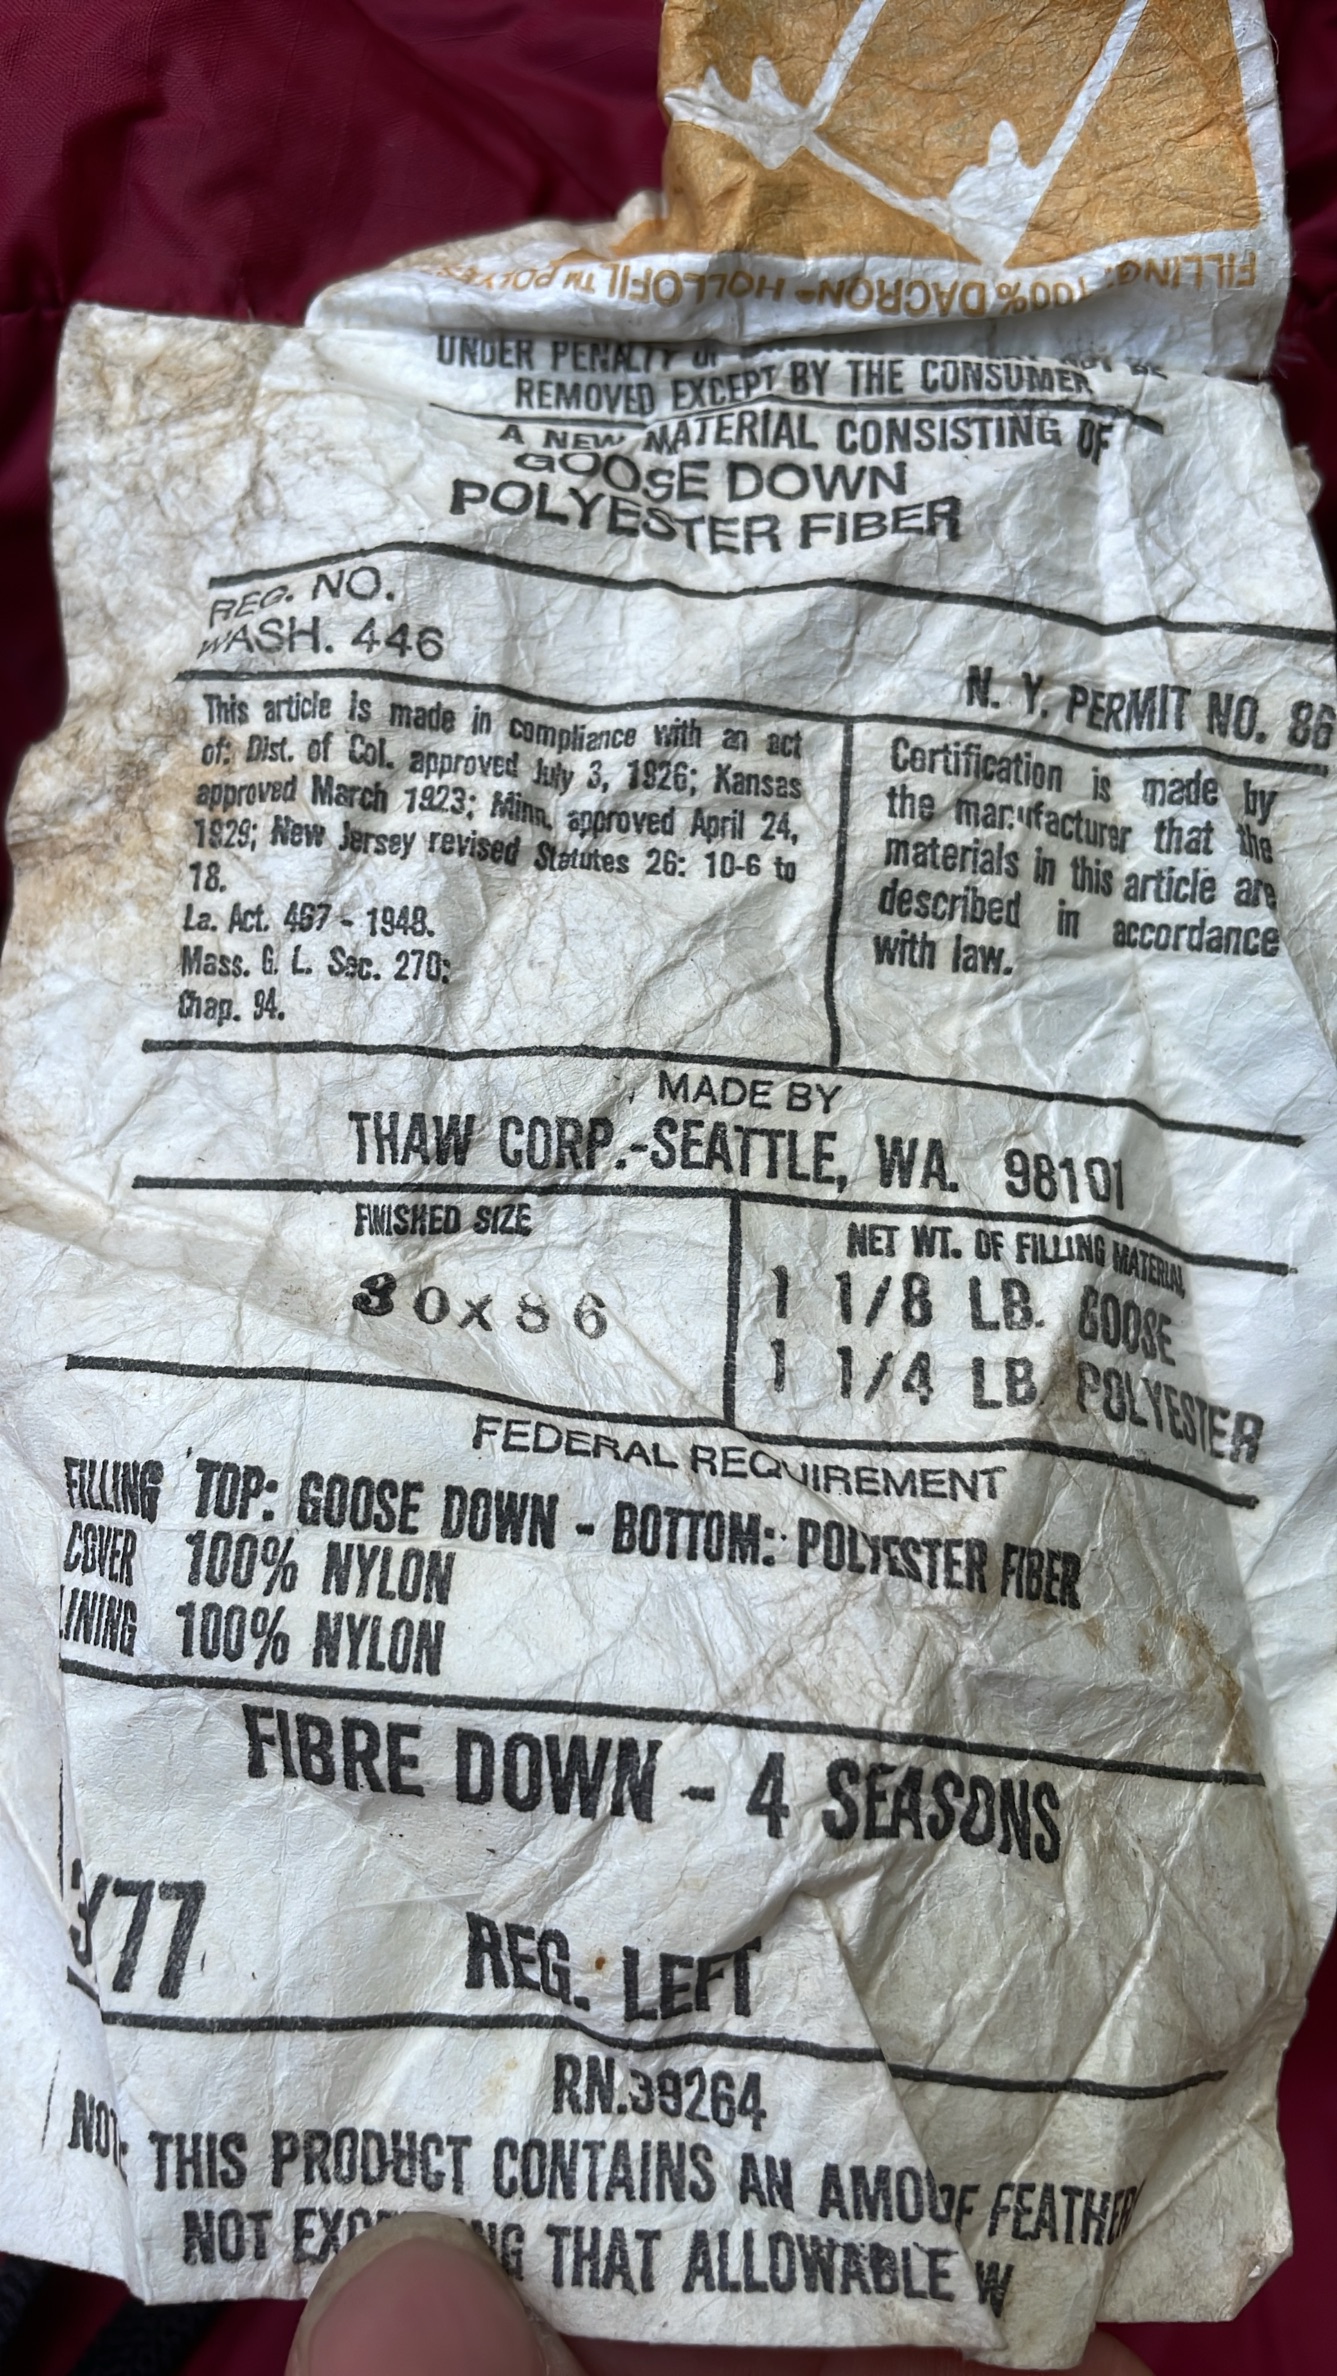 FILLING: 100% DACRON® HOLLOFIL™
UNDER PENALTY BE
REMOVED EXCEPT BY THE CONSUMER
A NEW MATERIAL CONSISTING OF
GOOSE DOWN
POLYESTER FIBER
REG. NO.
WASH. 446
N. Y. PERMIT NO. 86
This article is made in compliance with an act
of: Dist. of Col. approved July 3, 1926; Kansas
approved March 1923; Minn. approved April 24,
1929; New Jersey revised Statutes 26: 10-6 to
18.
La. Act. 467 - 1948.
Mass. G. L. Sec. 270:
Chap. 94.
Certification is made by
the manufacturer that the
materials in this article are
described in accordance
with law.
MADE BY
THAW CORP.-SEATTLE, WA. 98101
FINISHED SIZE
30x86
NET WT. OF FILLING MATERIAL
1 1/8 LB. GOOSE
1 1/4 LB. POLYESTER
FEDERAL REQUIREMENT
FILLING TOP: GOOSE DOWN - BOTTOM: POLYESTER FIBER
COVER 100% NYLON
LINING 100% NYLON
FIBRE DOWN - 4 SEASONS
3/77
REG. LEFT
RN.39264
THIS PRODUCT CONTAINS AN OF FEATHER
NOT THAT ALLOWABLE